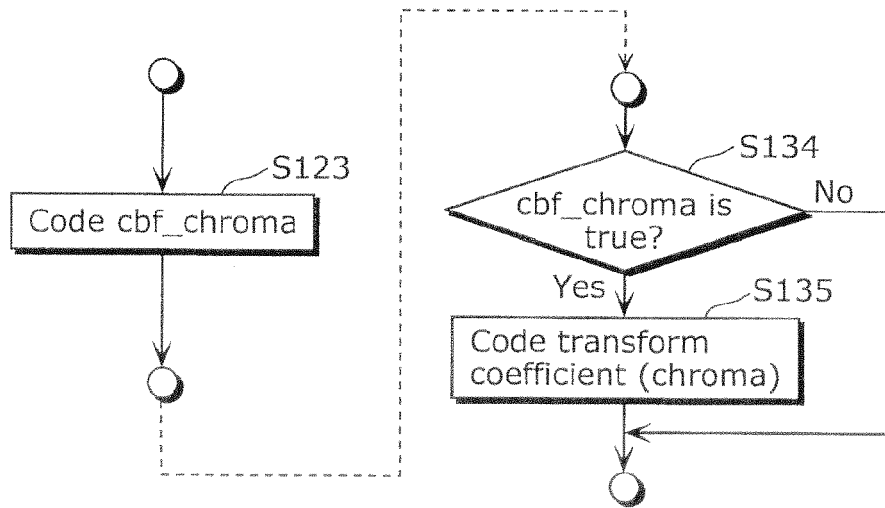 S123
Code cbf_chroma
S134
cbf_chroma is
true?
No
Yes
S135
Code transform
coefficient (chroma)